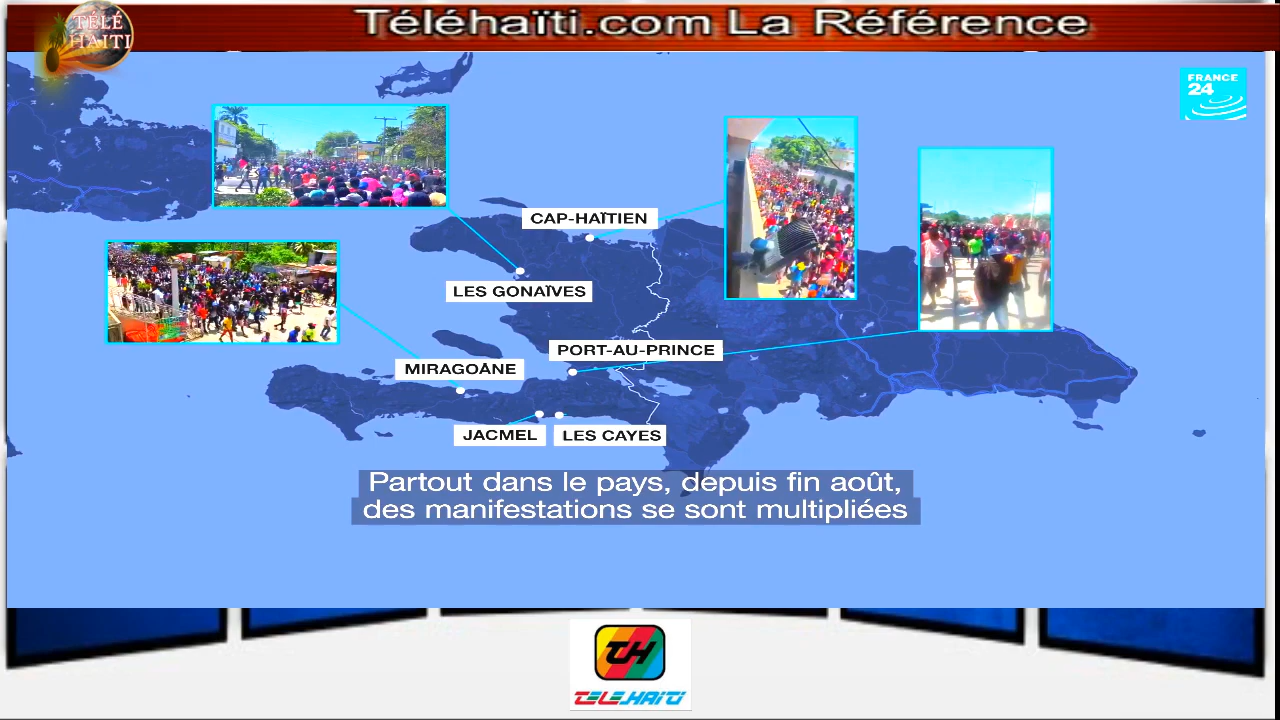 Téléhaïti.com La Référence
TÉLÉ
HAITI
FRANCE
24
CAP-HAÏTIEN
LES GONAÏVES
PORT-AU-PRINCE
MIRAGOÂNE
JACMEL
LES CAYES
Partout dans le pays, depuis fin août,
des manifestations se sont multipliées
TH
TELEHAITI